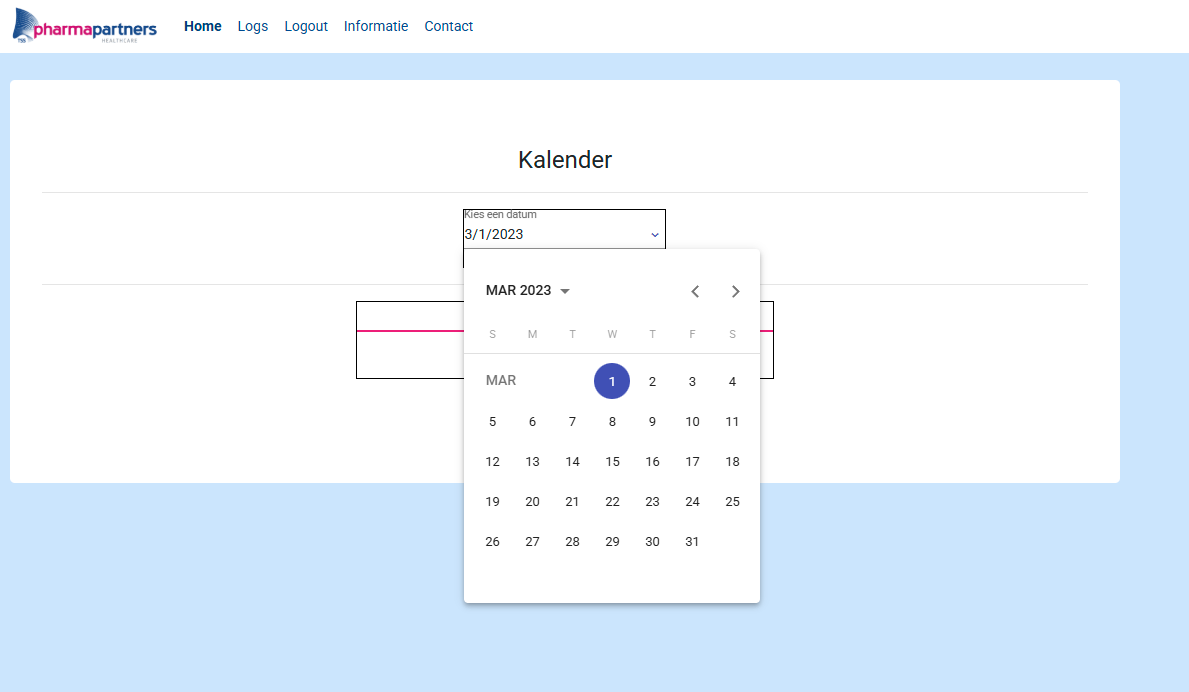 pharmapartners
HEALTHCARE
Home Logs Logout Informatie Contact
Kalender
Kies een datum
3/1/2023
MAR 2023
S M T W T F S
MAR 1 2 3 4
5 6 7 8 9 10 11
12 13 14 15 16 17 18
19 20 21 22 23 24 25
26 27 28 29 30 31